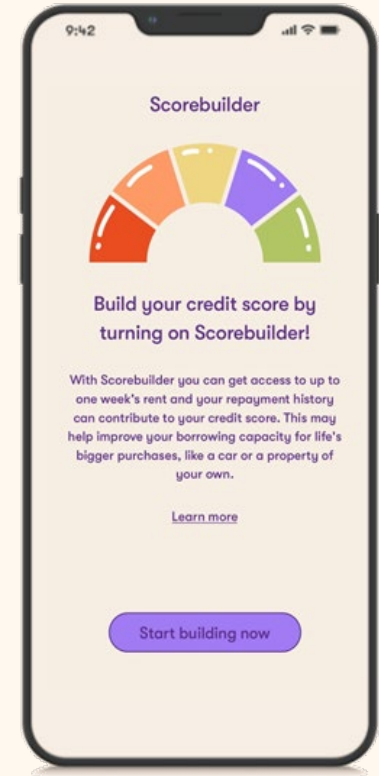 9:42
Scorebuilder
Build your credit score by
turning on Scorebuilder!
With Scorebuilder you can get access to up to
one week's rent and your repayment history
can contribute to your credit score. This may
help improve your borrowing capacity for life's
bigger purchases, like a car or a property of
your own.
Learn more
Start building now